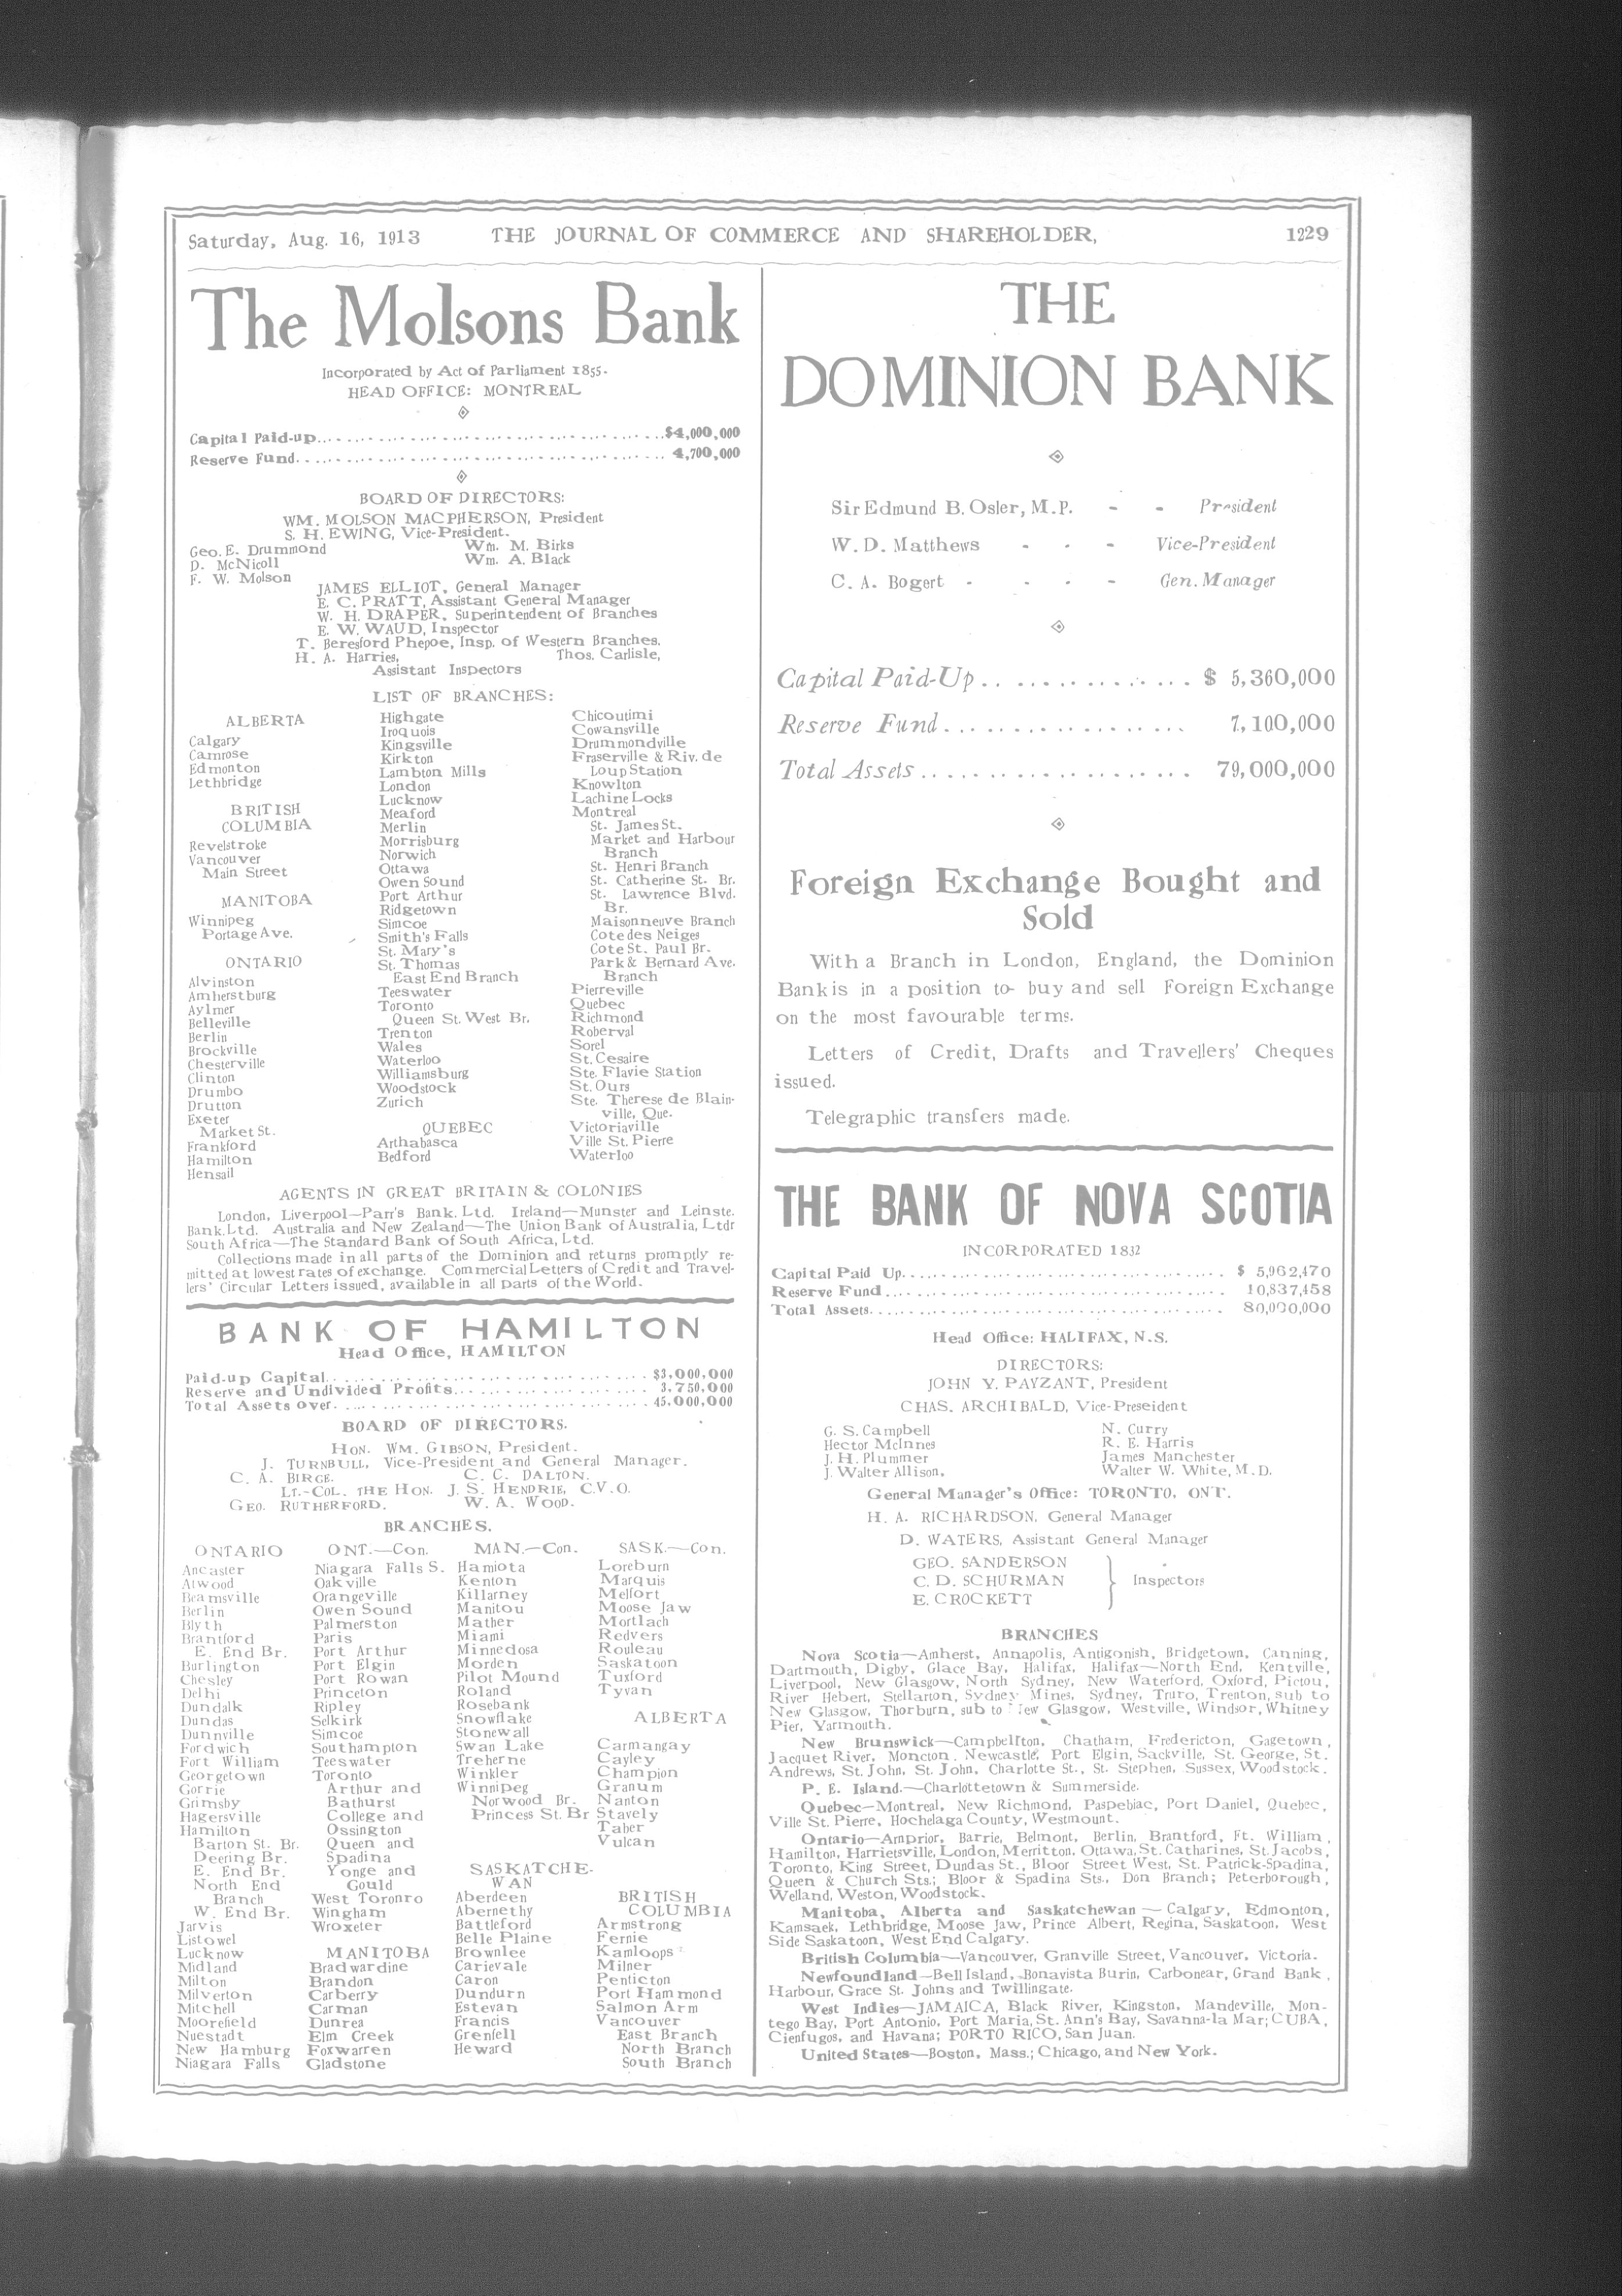 Saturday, Aug. 16, 1913 THE JOURNAL OF COMMERCE AND SHAREHOLDER, 1229
The Molsons Bank
Incorporated by Act of Parliament 1855.
HEAD OFFICE: MONTREAL
Capital Paid-up $4,000,000
Reserve Fund 4,700,000
BOARD OF DIRECTORS:
WM. MOLSON MACPHERSON, President
S. H. EWING, Vice-President.
Geo. E. Drummond Wm. M. Birks
D. McNicoll Wm. A. Black
F. W. Molson
JAMES ELLIOT, General Manager
E. C. PRATT, Assistant General Manager
W. H. DRAPER, Superintendent of Branches
E. W. WAUD, Inspector
T. Beresford Phepoe, Insp. of Western Branches.
H. A. Harries, Thos. Carlisle,
Assistant Inspectors
LIST OF BRANCHES:
ALBERTA
Calgary
Camrose
Edmonton
Lethbridge
BRITISH
COLUMBIA
Revelstroke
Vancouver
Main Street
MANITOBA
Winnipeg
Portage Ave.
ONTARIO
Alvinston
Amherstburg
Aylmer
Belleville
Berlin
Brockville
Chesterville
Clinton
Drumbo
Drutton
Exeter
Market St.
Frankford
Hamilton
Hensail
Highgate
Iroquois
Kingsville
Kirkton
Lambton Mills
London
Lucknow
Meaford
Merlin
Morrisburg
Norwich
Ottawa
Owen Sound
Port Arthur
Ridgetown
Simcoe
Smith's Falls
St. Mary's
St. Thomas
East End Branch
Teeswater
Toronto
Queen St. West Br.
Trenton
Wales
Waterloo
Williamsburg
Woodstock
Zurich
QUEBEC
Arthabasca
Bedford
Chicoutimi
Cowansville
Drummondville
Fraserville & Riv. de
Loup Station
Knowlton
Lachine Locks
Montreal
St. James St.
Market and Harbour
Branch
St. Henri Branch
St. Catherine St. Br.
St. Lawrence Blvd.
Br.
Maisonneuve Branch
Cote des Neiges
Cote St. Paul Br.
Park & Bernard Ave.
Branch
Pierreville
Quebec
Richmond
Roberval
Sorel
St. Cesaire
Ste. Flavie Station
St. Ours
Ste. Therese de Blain-
ville, Que.
Victoriaville
Ville St. Pierre
Waterloo
AGENTS IN GREAT BRITAIN & COLONIES
London, Liverpool—Parr's Bank. Ltd. Ireland—Munster and Leinste.
Bank. Ltd. Australia and New Zealand—The Union Bank of Australia, Ltdr
South Africa—The Standard Bank of South Africa, Ltd.
Collections made in all parts of the Dominion and returns promptly re-
mitted at lowest rates of exchange. Commercial Letters of Credit and Travel-
lers' Circular Letters issued, available in all parts of the World.
BANK OF HAMILTON
Head Office, HAMILTON
Paid-up Capital $3,000,000
Reserve and Undivided Profits 3,750,000
Total Assets over 45,000,000
BOARD OF DIRECTORS.
HON. WM. GIBSON, President.
J. TURNBULL, Vice-President and General Manager.
C. A. BIRGE. C. C. DALTON.
LT.-COL. THE HON. J. S. HENDRIE, C.V.O.
GEO. RUTHERFORD. W. A. WOOD.
BRANCHES.
ONTARIO
Ancaster
Atwood
Beamsville
Berlin
Blyth
Brantford
E. End Br.
Burlington
Chesley
Delhi
Dundalk
Dundas
Dunnville
Fordwich
Fort William
Georgetown
Gorrie
Grimsby
Hagersville
Hamilton
Barton St. Br.
Deering Br.
E. End Br.
North End
Branch
W. End Br.
Jarvis
Listowel
Lucknow
Midland
Milton
Milverton
Mitchell
Moorefield
Nuestadt
New Hamburg
Niagara Falls
ONT.—Con.
Niagara Falls S.
Oakville
Orangeville
Owen Sound
Palmerston
Paris
Port Arthur
Port Elgin
Port Rowan
Princeton
Ripley
Selkirk
Simcoe
Southampton
Teeswater
Toronto
Arthur and
Bathurst
College and
Ossington
Queen and
Spadina
Yonge and
Gould
West Toronro
Wingham
Wroxeter
MANITOBA
Bradwardine
Brandon
Carberry
Carman
Dunrea
Elm Creek
Foxwarren
Gladstone
MAN.—Con.
Hamiota
Kenton
Killarney
Manitou
Mather
Miami
Minnedosa
Morden
Pilot Mound
Roland
Rosebank
Snowflake
Stonewall
Swan Lake
Treherne
Winkler
Winnipeg
Norwood Br.
Princess St. Br
SASKATCHE-
WAN
Aberdeen
Abernethy
Battleford
Belle Plaine
Brownlee
Carievale
Caron
Dundurn
Estevan
Francis
Grenfell
Heward
SASK.—Con.
Loreburn
Marquis
Melfort
Moose Jaw
Mortlach
Redvers
Rouleau
Saskatoon
Tuxford
Tyvan
ALBERTA
Carmangay
Cayley
Champion
Granum
Nanton
Stavely
Taber
Vulcan
BRITISH
COLUMBIA
Armstrong
Fernie
Kamloops
Milner
Penticton
Port Hammond
Salmon Arm
Vancouver
East Branch
North Branch
South Branch
THE
DOMINION BANK
Sir Edmund B. Osler, M.P. - - President
W. D. Matthews - - - Vice-President
C. A. Bogert - - - - Gen. Manager
Capital Paid-Up $ 5,360,000
Reserve Fund 7,100,000
Total Assets 79,000,000
Foreign Exchange Bought and
Sold
With a Branch in London, England, the Dominion
Bank is in a position to- buy and sell Foreign Exchange
on the most favourable terms.
Letters of Credit, Drafts and Travellers' Cheques
issued.
Telegraphic transfers made.
THE BANK OF NOVA SCOTIA
INCORPORATED 1832
Capital Paid Up $ 5,962,470
Reserve Fund 10,837,458
Total Assets 80,000,000
Head Office: HALIFAX, N.S.
DIRECTORS:
JOHN Y. PAYZANT, President
CHAS. ARCHIBALD, Vice-Preseident
G. S. Campbell N. Curry
Hector McInnes R. E. Harris
J. H. Plummer James Manchester
J. Walter Allison, Walter W. White, M.D.
General Manager's Office: TORONTO, ONT.
H. A. RICHARDSON, General Manager
D. WATERS, Assistant General Manager
GEO. SANDERSON
C. D. SCHURMAN Inspectors
E. CROCKETT
BRANCHES
Nova Scotia—Amherst, Annapolis, Antigonish, Bridgetown, Canning,
Dartmouth, Digby, Glace Bay, Halifax, Halifax—North End, Kentville,
Liverpool, New Glasgow, North Sydney, New Waterford, Oxford, Pictou,
River Hebert, Stellarton, Sydney Mines, Sydney, Truro, Trenton, sub to
New Glasgow, Thorburn, sub to New Glasgow, Westville, Windsor, Whitney
Pier, Yarmouth.
New Brunswick—Campbellton, Chatham, Fredericton, Gagetown,
Jacquet River, Moncton, Newcastle, Port Elgin, Sackville, St. George, St.
Andrews, St. John, St. John, Charlotte St., St. Stephen, Sussex, Woodstock.
P. E. Island.—Charlottetown & Summerside.
Quebec—Montreal, New Richmond, Paspebiac, Port Daniel, Quebec,
Ville St. Pierre, Hochelaga County, Westmount.
Ontario—Amprior, Barrie, Belmont, Berlin, Brantford, Ft. William,
Hamilton, Harrietsville, London, Merritton, Ottawa, St. Catharines, St. Jacobs,
Toronto, King Street, Dundas St., Bloor Street West, St. Patrick-Spadina,
Queen & Church Sts.; Bloor & Spadina Sts., Don Branch; Peterborough,
Welland, Weston, Woodstock.
Manitoba, Alberta and Saskatchewan—Calgary, Edmonton,
Kamsack, Lethbridge, Moose Jaw, Prince Albert, Regina, Saskatoon, West
Side Saskatoon, West End Calgary.
British Columbia—Vancouver, Granville Street, Vancouver, Victoria.
Newfoundland—Bell Island, Bonavista Burin, Carbonear, Grand Bank,
Harbour, Grace St. Johns and Twillingate.
West Indies—JAMAICA, Black River, Kingston, Mandeville, Mon-
tego Bay, Port Antonio, Port Maria, St. Ann's Bay, Savanna-la Mar; CUBA,
Cienfugos, and Havana; PORTO RICO, San Juan.
United States—Boston, Mass.; Chicago, and New York.